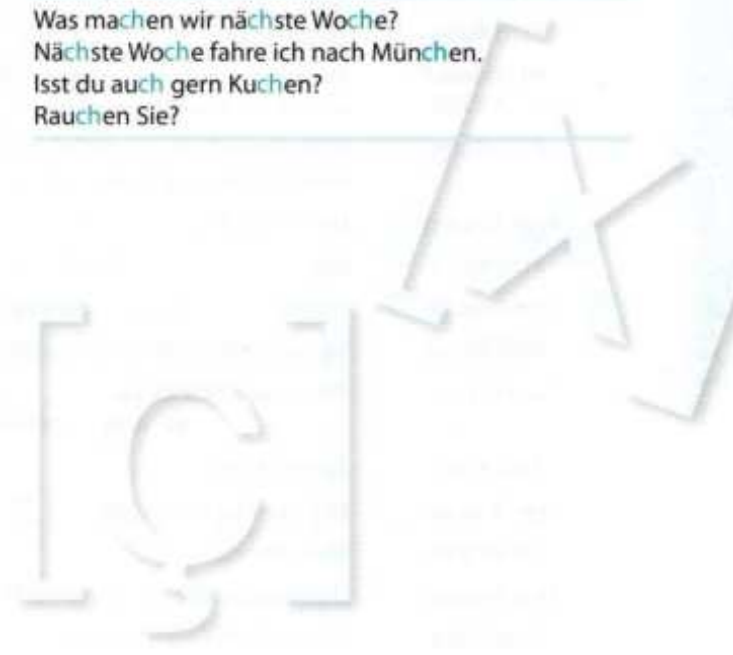 Was machen wir nächste Woche?
Nächste Woche fahre ich nach München.
Isst du auch gern Kuchen?
Rauchen Sie?
[x]
[ç]